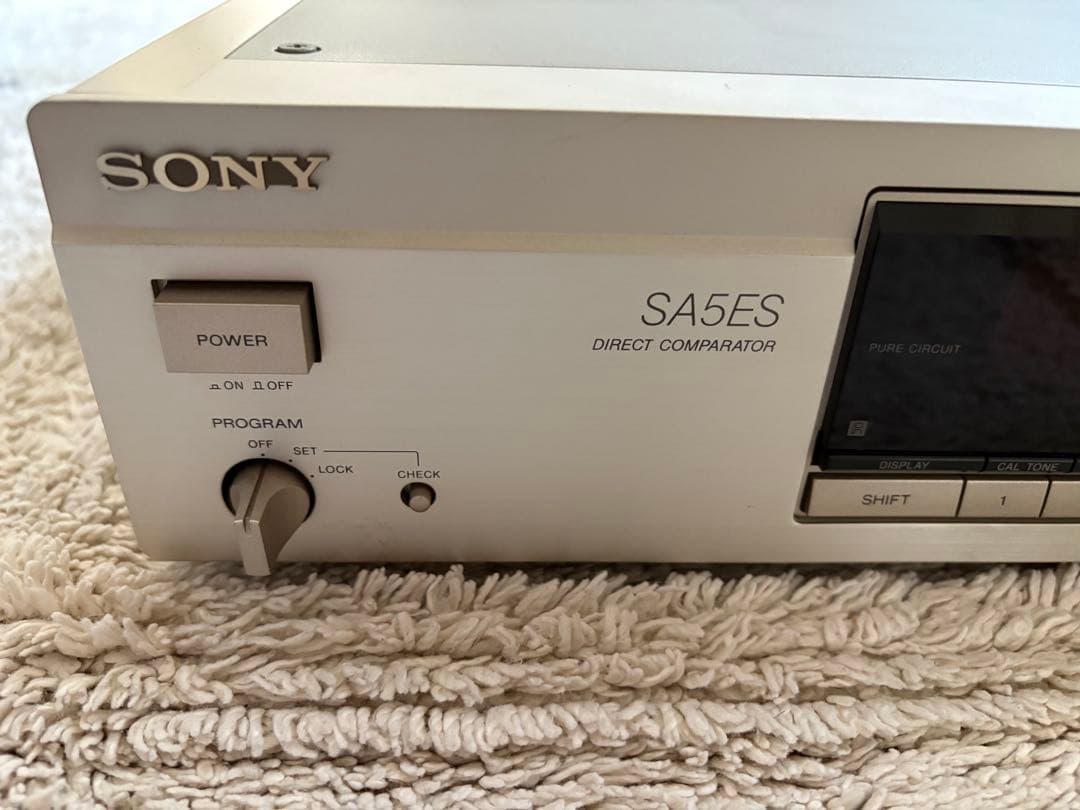 SONY
POWER
ON OFF
PROGRAM
OFF
SET
LOCK
CHECK
SA5ES
DIRECT COMPARATOR
PURE CIRCUIT
DISPLAY
CAL TONE
SHIFT
1